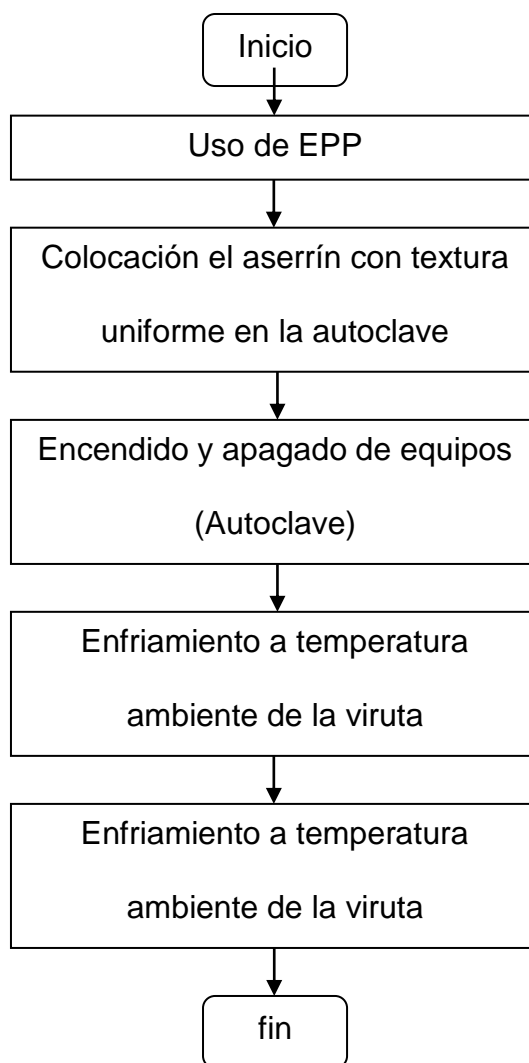 Inicio
Uso de EPP
Colocación el aserrín con textura
uniforme en la autoclave
Encendido y apagado de equipos
(Autoclave)
Enfriamiento a temperatura
ambiente de la viruta
Enfriamiento a temperatura
ambiente de la viruta
fin